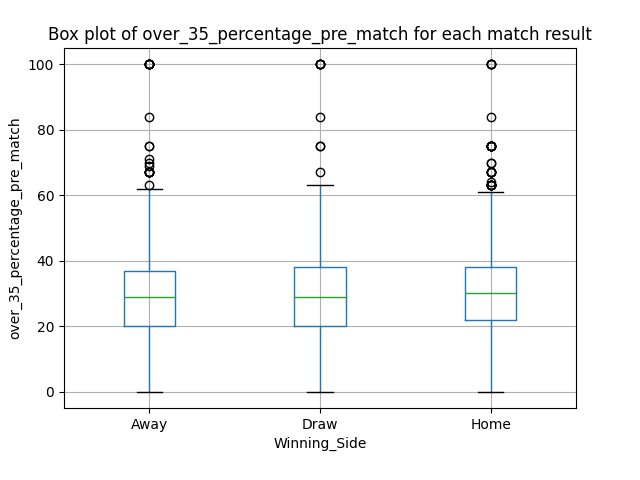 Box plot of over_35_percentage_pre_match for each match result
over_35_percentage_pre_match
100
80
60
40
20
0
Away Draw Home
Winning_Side